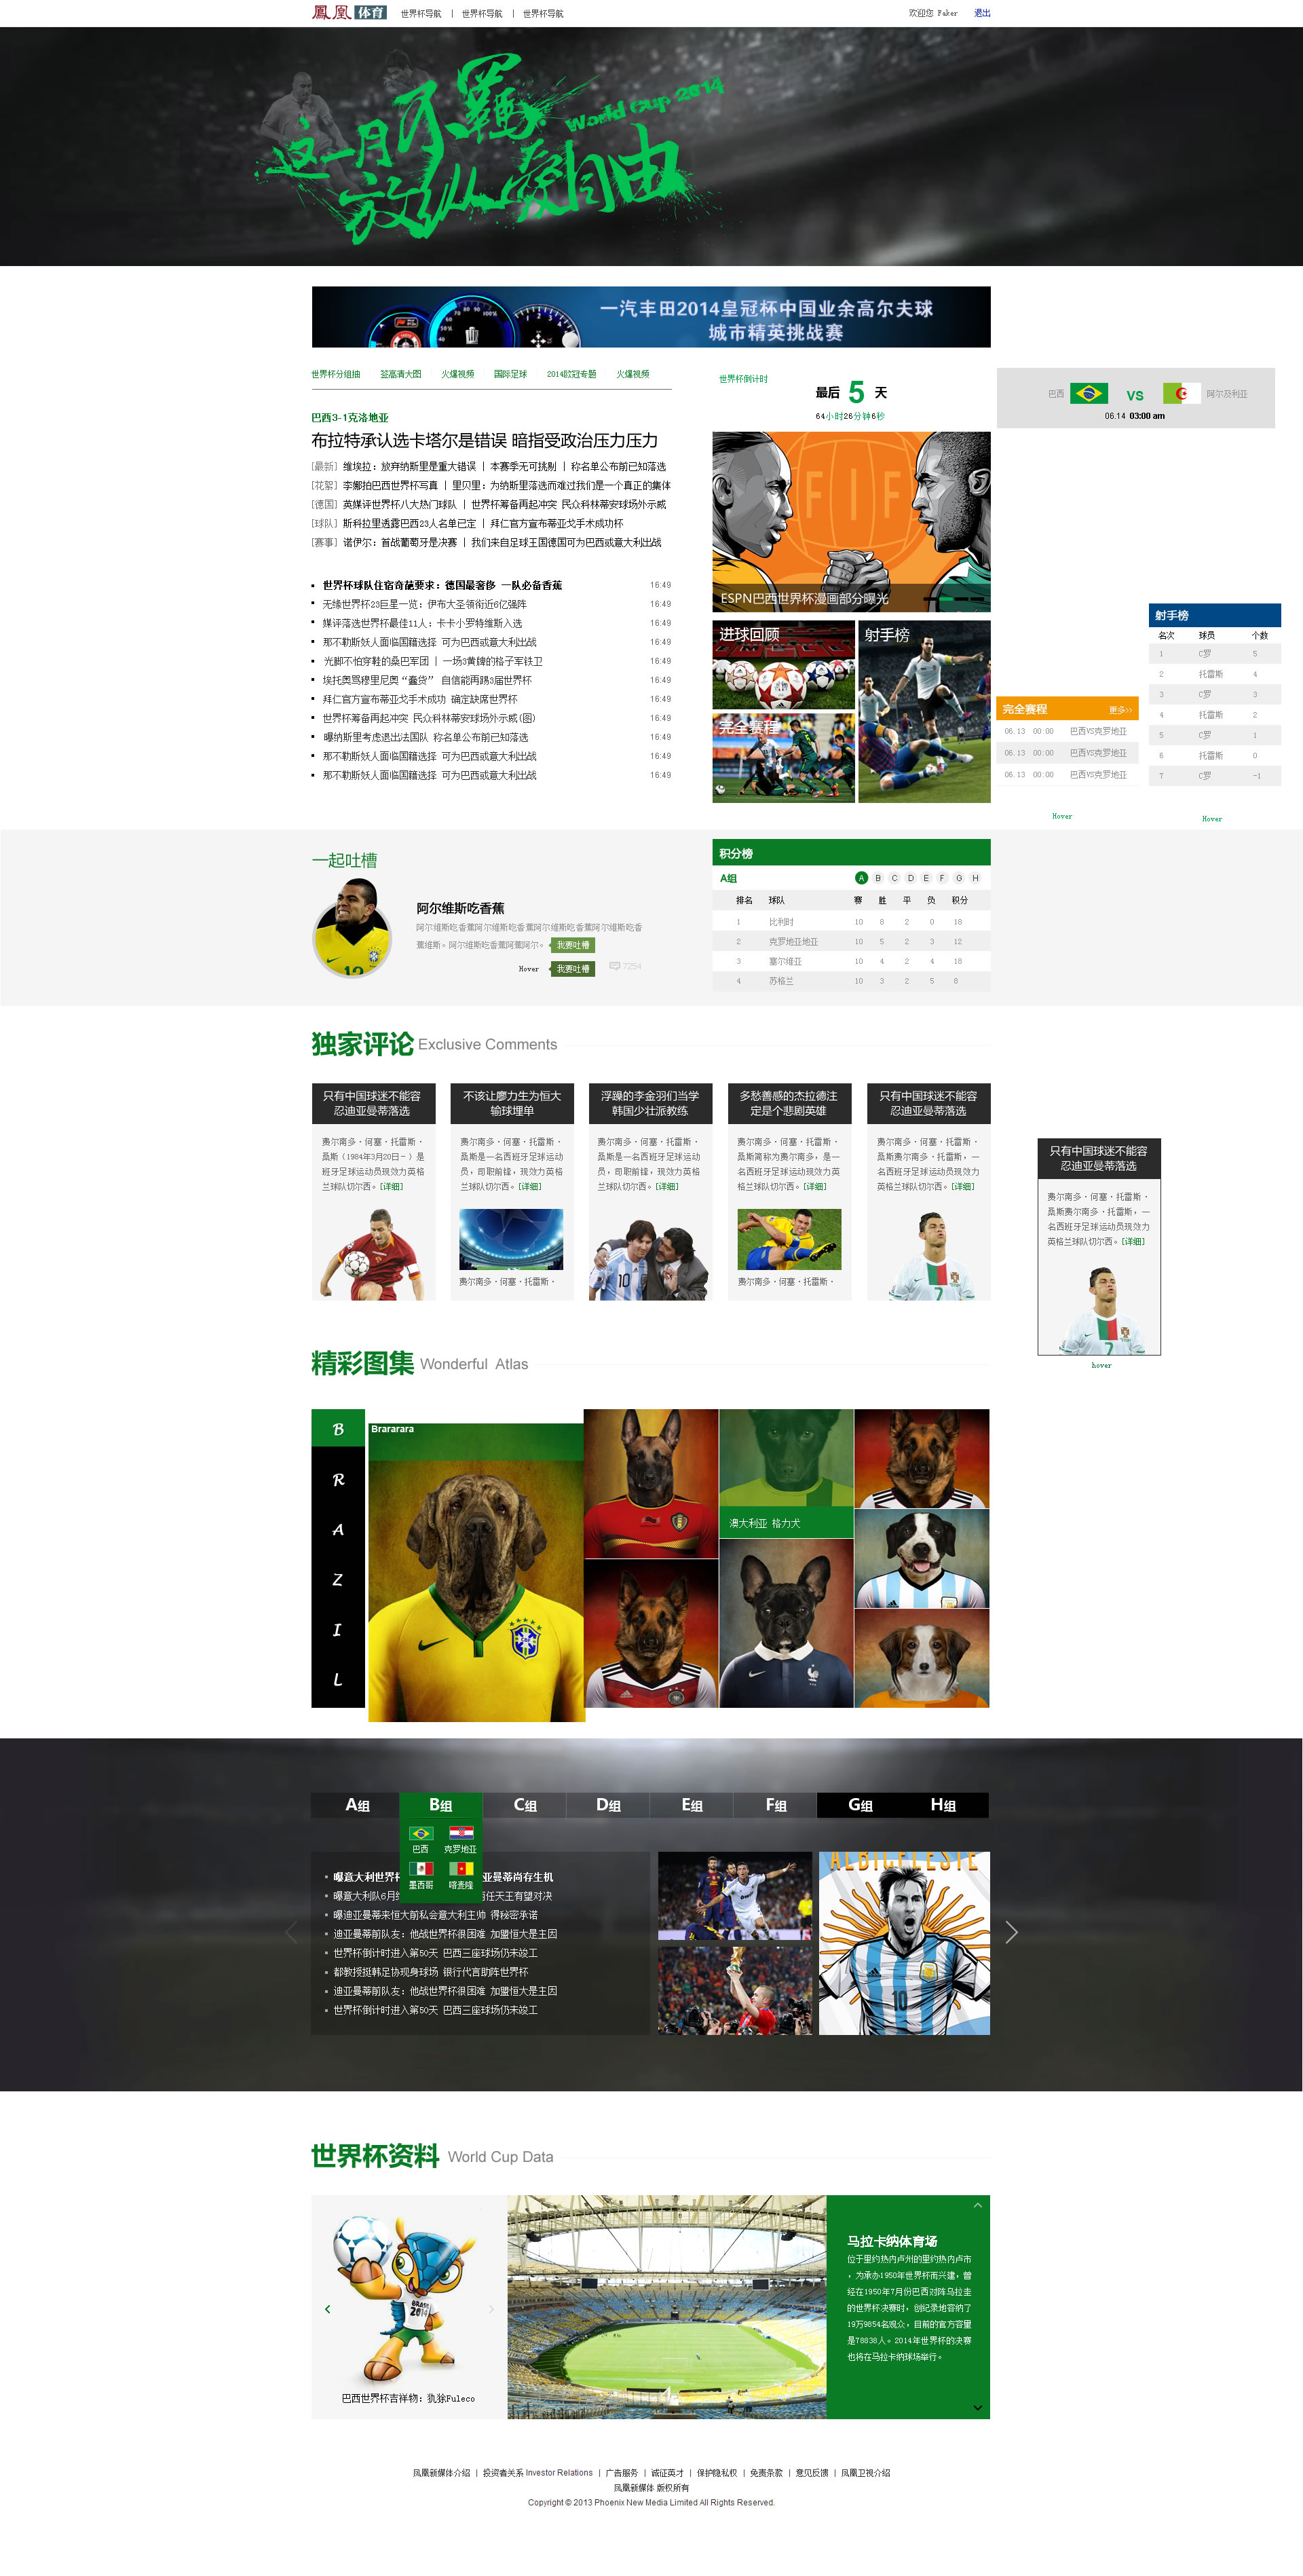 鳳凰 体育 世界杯导航 | 世界杯导航 | 世界杯导航
欢迎您 Faker 退出
这一月 不羁 World Cup 2014
放纵 自由
一汽丰田2014皇冠杯中国业余高尔夫球
城市精英挑战赛
世界杯分组抽 签高清大图 火爆视频 国际足球 2014欧冠专题 火爆视频
巴西3-1克洛地亚
布拉特承认选卡塔尔是错误 暗指受政治压力压力
[最新] 维埃拉：放弃纳斯里是重大错误 | 本赛季无可挑剔 | 称名单公布前已知落选
[花絮] 李娜拍巴西世界杯写真 | 里贝里：为纳斯里落选而难过我们是一个真正的集体
[德国] 英媒评世界杯八大热门球队 | 世界杯筹备再起冲突 民众科林蒂安球场外示威
[球队] 斯科拉里透露巴西23人名单已定 | 拜仁官方宣布蒂亚戈手术成功杯
[赛事] 诺伊尔：首战葡萄牙是决赛 | 我们来自足球王国德国可为巴西或意大利出战
世界杯球队住宿奇葩要求：德国最奢侈 一队必备香蕉 16:49
无缘世界杯23巨星一览：伊布大圣领衔近6亿强阵 16:49
媒评落选世界杯最佳11人：卡卡小罗特维斯入选 16:49
那不勒斯妖人面临国籍选择 可为巴西或意大利出战 16:49
光脚不怕穿鞋的桑巴军团 | 一场3黄牌的格子军铁卫 16:49
埃托奥骂穆里尼奥“蠢货” 自信能再踢3届世界杯 16:49
拜仁官方宣布蒂亚戈手术成功 确定缺席世界杯 16:49
世界杯筹备再起冲突 民众科林蒂安球场外示威(图) 16:49
曝纳斯里考虑退出法国队 称名单公布前已知落选 16:49
那不勒斯妖人面临国籍选择 可为巴西或意大利出战 16:49
那不勒斯妖人面临国籍选择 可为巴西或意大利出战 16:49
世界杯倒计时
最后 5 天
64小时26分钟6秒
巴西 VS 阿尔及利亚
06.14 03:00 am
FIF
ESPN巴西世界杯漫画部分曝光
进球回顾
射手榜
完全赛程
完全赛程 更多>>
06.13 00:00 巴西VS克罗地亚
06.13 00:00 巴西VS克罗地亚
06.13 00:00 巴西VS克罗地亚
Hover
射手榜
名次 球员 个数
1 C罗 5
2 托雷斯 4
3 C罗 3
4 托雷斯 2
5 C罗 1
6 托雷斯 0
7 C罗 -1
Hover
一起吐槽
阿尔维斯吃香蕉
阿尔维斯吃香蕉阿尔维斯吃香蕉阿尔维斯吃香蕉阿尔维斯吃香
蕉维斯。阿尔维斯吃香蕉阿蕉阿尔。 我要吐槽
Hover 我要吐槽 7254
积分榜
A组 A B C D E F G H
排名 球队 赛 胜 平 负 积分
1 比利时 10 8 2 0 18
2 克罗地亚地亚 10 5 2 3 12
3 塞尔维亚 10 4 2 4 18
4 苏格兰 10 3 2 5 8
独家评论 Exclusive Comments
只有中国球迷不能容
忍迪亚曼蒂落选
费尔南多·何塞·托雷斯·
桑斯（1984年3月20日－）是
班牙足球运动员现效力英格
兰球队切尔西。[详细]
不该让廖力生为恒大
输球埋单
费尔南多·何塞·托雷斯·
桑斯是一名西班牙足球运动
员，司职前锋，现效力英格
兰球队切尔西。[详细]
费尔南多·何塞·托雷斯·
浮躁的李金羽们当学
韩国少壮派教练
费尔南多·何塞·托雷斯·
桑斯是一名西班牙足球运动
员，司职前锋，现效力英格
兰球队切尔西。[详细]
10
多愁善感的杰拉德注
定是个悲剧英雄
费尔南多·何塞·托雷斯·
桑斯简称为费尔南多，是一
名西班牙足球运动现效力英
格兰球队切尔西。[详细]
费尔南多·何塞·托雷斯·
只有中国球迷不能容
忍迪亚曼蒂落选
费尔南多·何塞·托雷斯·
桑斯费尔南多·托雷斯，一
名西班牙足球运动员现效力
英格兰球队切尔西。[详细]
7
只有中国球迷不能容
忍迪亚曼蒂落选
费尔南多·何塞·托雷斯·
桑斯费尔南多·托雷斯，一
名西班牙足球运动员现效力
英格兰球队切尔西。[详细]
7
hover
精彩图集 Wonderful Atlas
B
R
A
Z
I
L
Brararara
澳大利亚 格力犬
A组 B组 C组 D组 E组 F组 G组 H组
巴西 克罗地亚
墨西哥 喀麦隆
曝意大利世界杯 亚曼蒂尚存生机
曝意大利队6月 任天王有望对决
曝迪亚曼蒂来恒大前私会意大利主帅 得秘密承诺
迪亚曼蒂前队友：他战世界杯很困难 加盟恒大是主因
世界杯倒计时进入第50天 巴西三座球场仍未竣工
都教授挺韩足协现身球场 银行代言助阵世界杯
迪亚曼蒂前队友：他战世界杯很困难 加盟恒大是主因
世界杯倒计时进入第50天 巴西三座球场仍未竣工
ALBICELESTE
10
世界杯资料 World Cup Data
BRASIL
2014
巴西世界杯吉祥物：犰狳Fuleco
马拉卡纳体育场
位于里约热内卢州的里约热内卢市
，为承办1950年世界杯而兴建，曾
经在1950年7月份巴西对阵乌拉圭
的世界杯决赛时，创纪录地容纳了
19万9854名观众，目前的官方容里
是78838人。2014年世界杯的决赛
也将在马拉卡纳球场举行。
凤凰新媒体介绍 | 投资者关系 Investor Relations | 广告服务 | 诚征英才 | 保护隐私权 | 免责条款 | 意见反馈 | 凤凰卫视介绍
凤凰新媒体 版权所有
Copyright © 2013 Phoenix New Media Limited All Rights Reserved.